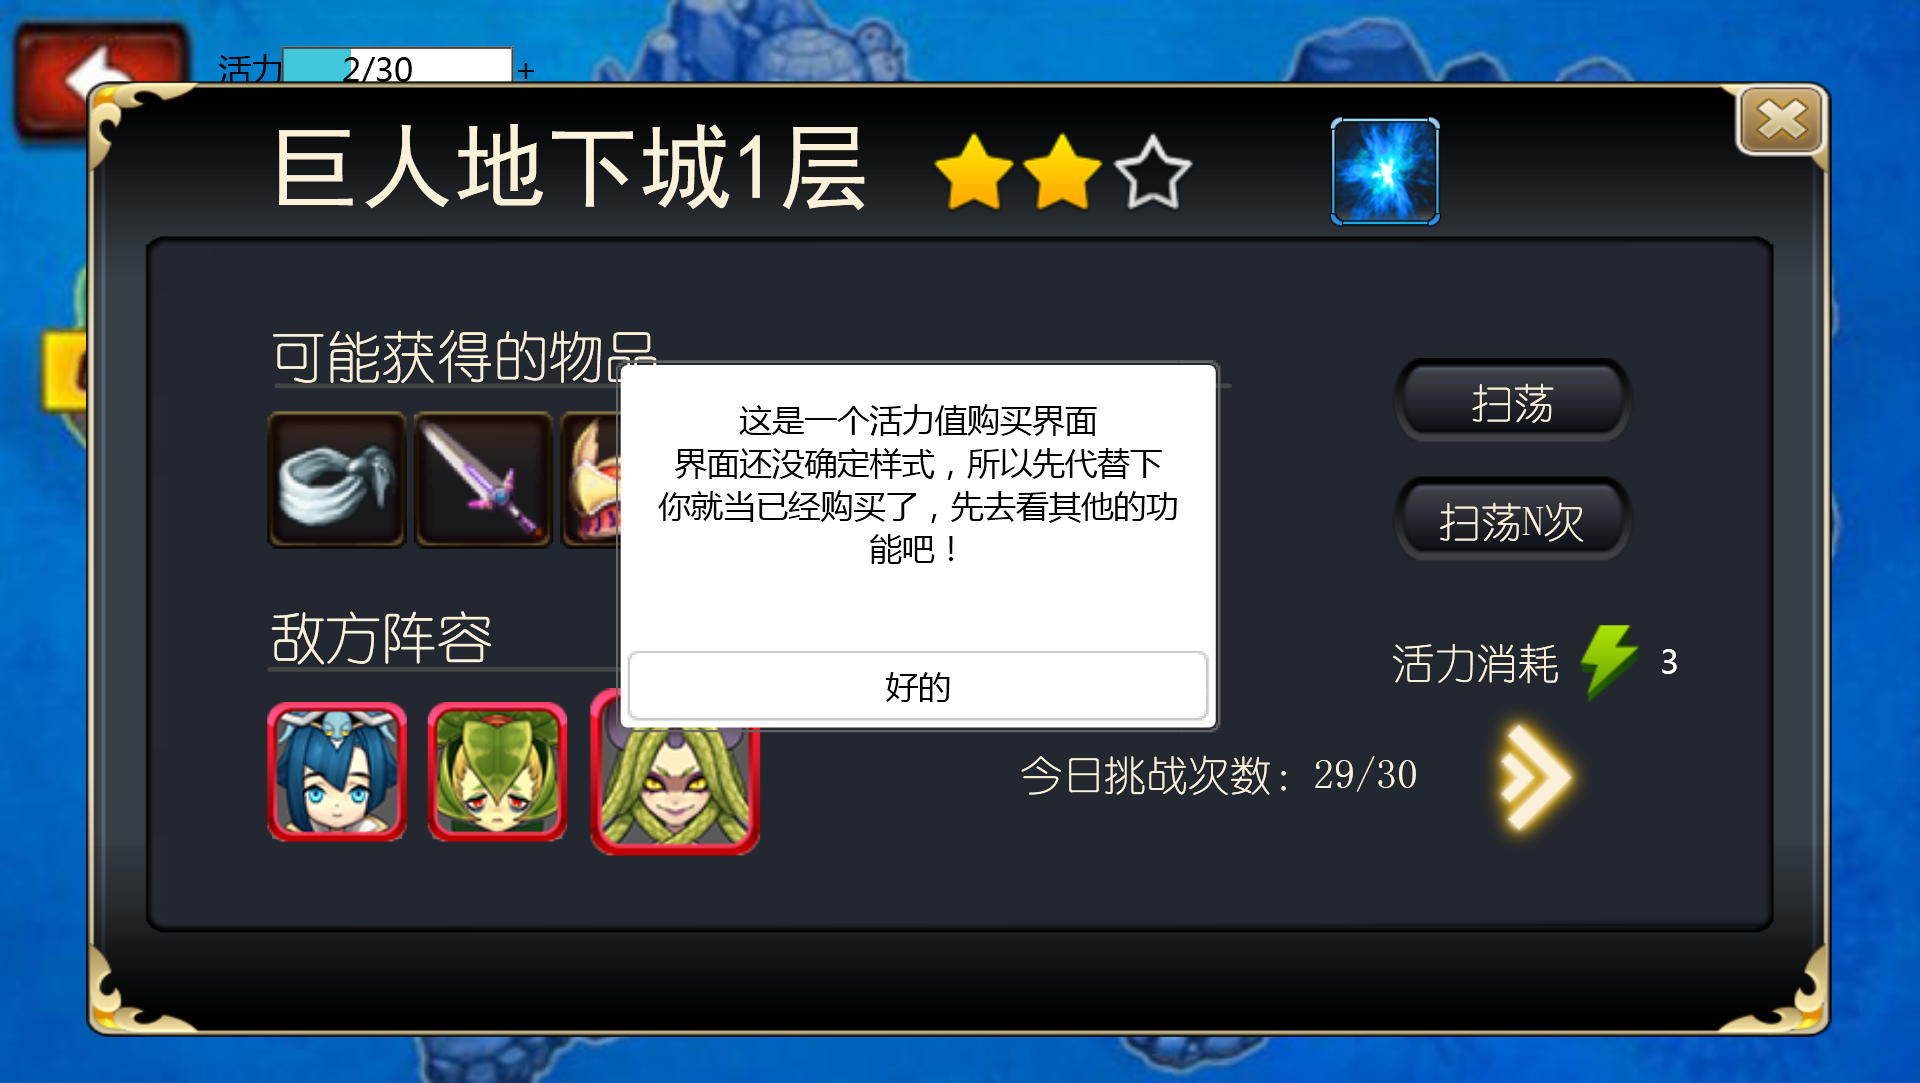 活力 2/30 +
巨人地下城1层
可能获得的物品
这是一个活力值购买界面
界面还没确定样式，所以先代替下
你就当已经购买了，先去看其他的功
能吧！
好的
扫荡
扫荡N次
敌方阵容
活力消耗 3
今日挑战次数：29/30